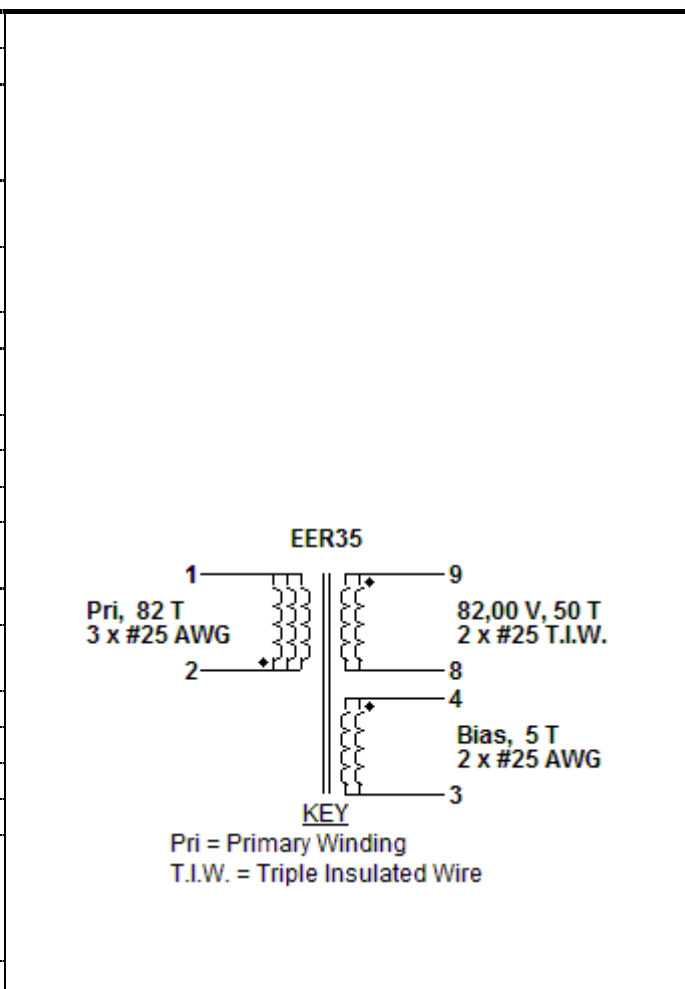 EER35
1
9
Pri, 82 T
3 x #25 AWG
82,00 V, 50 T
2 x #25 T.I.W.
2
8
4
Bias, 5 T
2 x #25 AWG
3
KEY
Pri = Primary Winding
T.I.W. = Triple Insulated Wire